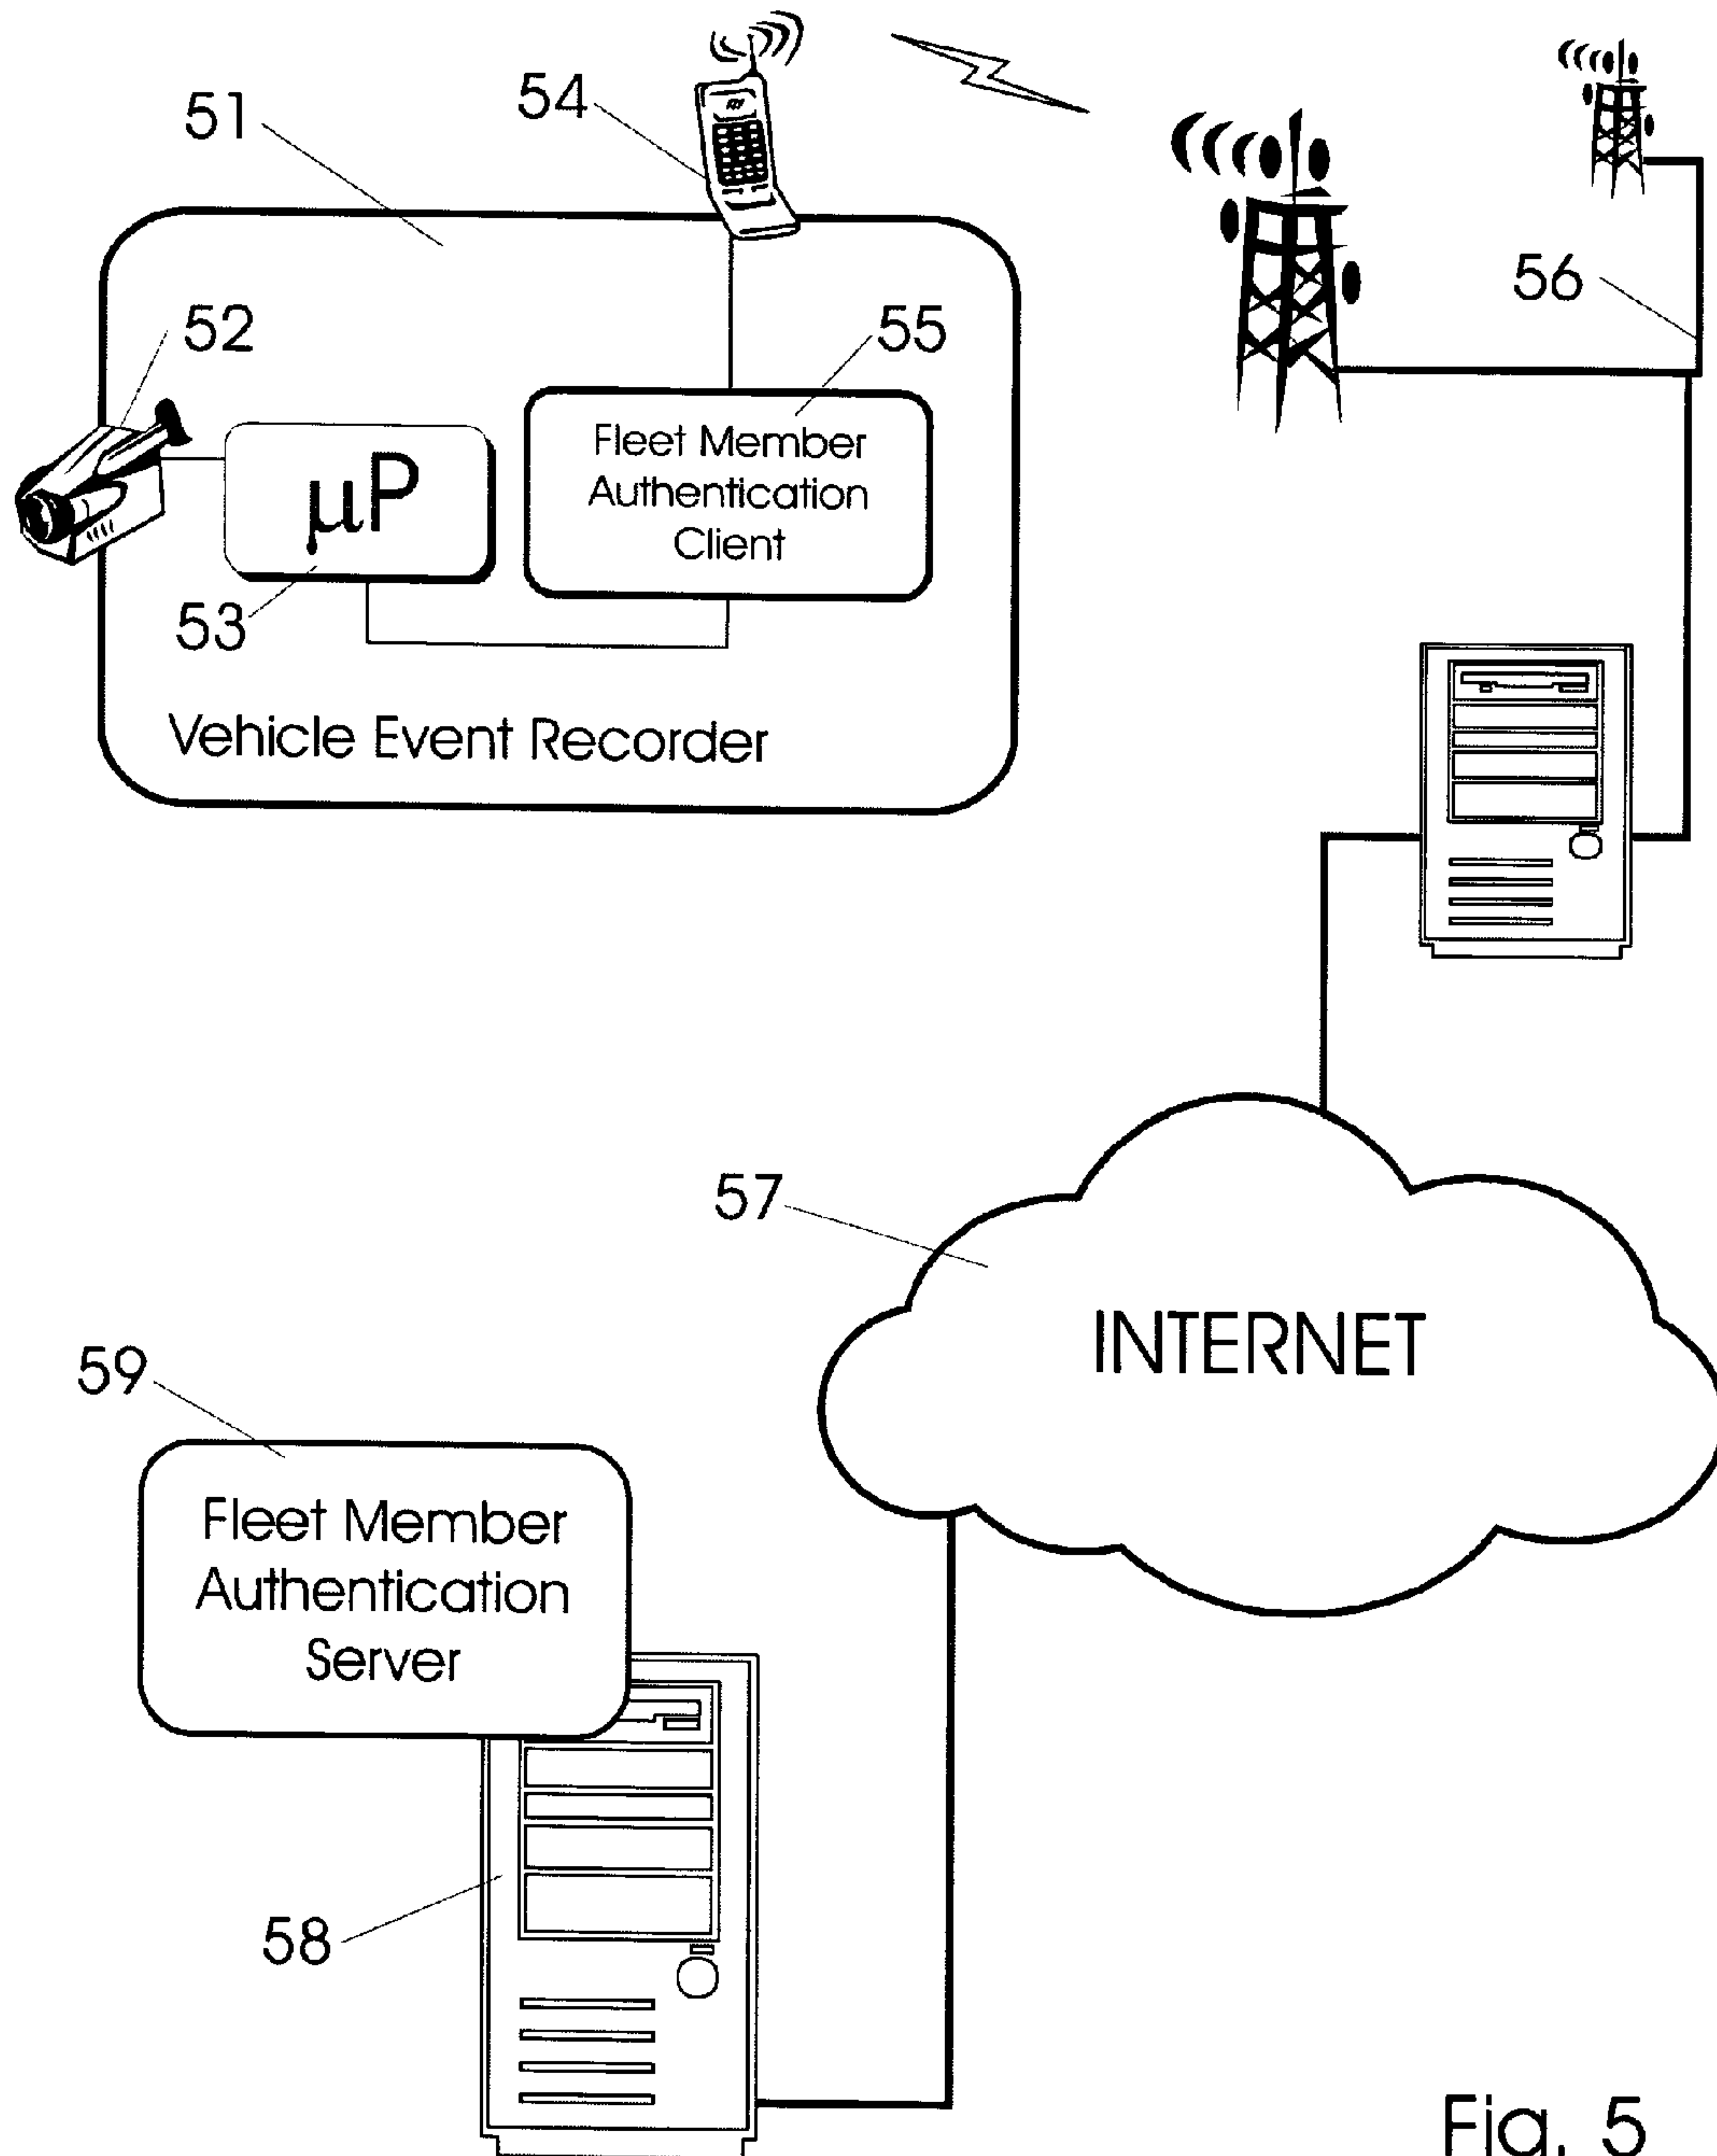 54
51
56
52
55
Fleet Member
Authentication
Client
µP
53
Vehicle Event Recorder
57
INTERNET
59
Fleet Member
Authentication
Server
58
Fig. 5